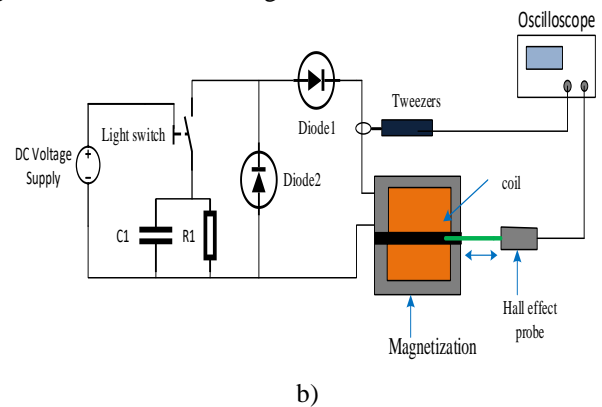 Oscilloscope
Tweezers
Light switch
Diode1
DC Voltage
Supply
Diode2
coil
C1
R1
Hall effect
probe
Magnetization
b)